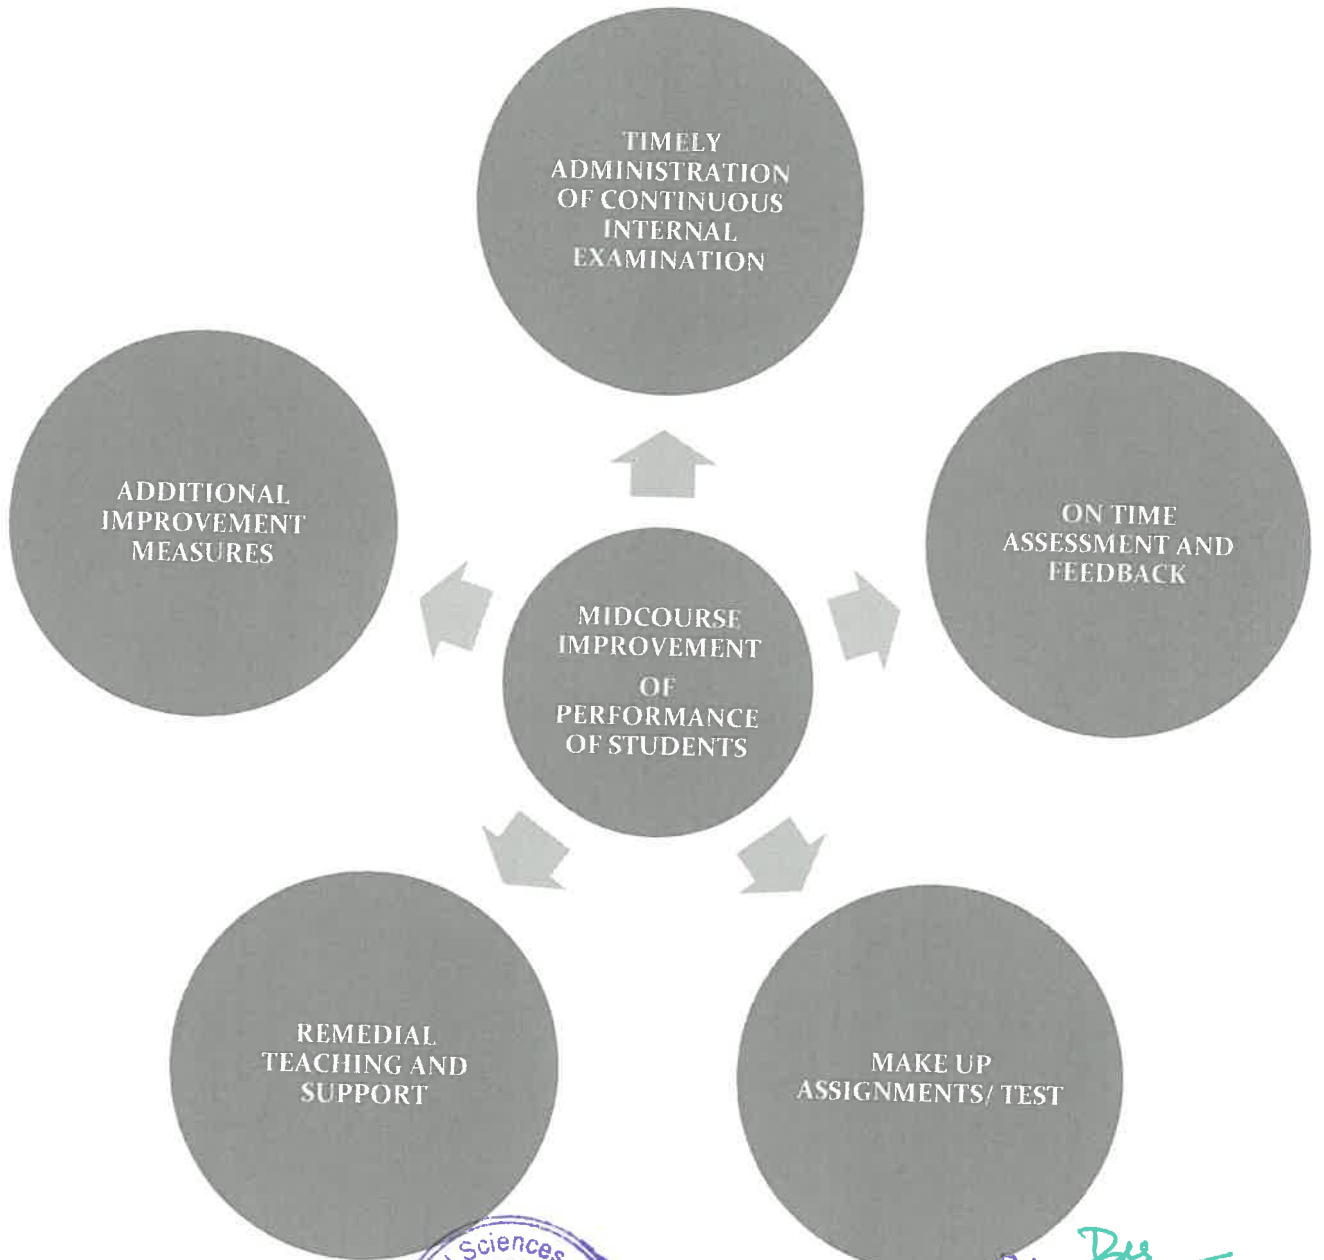 TIMELY
ADMINISTRATION
OF CONTINUOUS
INTERNAL
EXAMINATION
ON TIME
ASSESSMENT AND
FEEDBACK
MAKE UP
ASSIGNMENTS/ TEST
REMEDIAL
TEACHING AND
SUPPORT
ADDITIONAL
IMPROVEMENT
MEASURES
MIDCOURSE
IMPROVEMENT
OF
PERFORMANCE
OF STUDENTS
Sciences